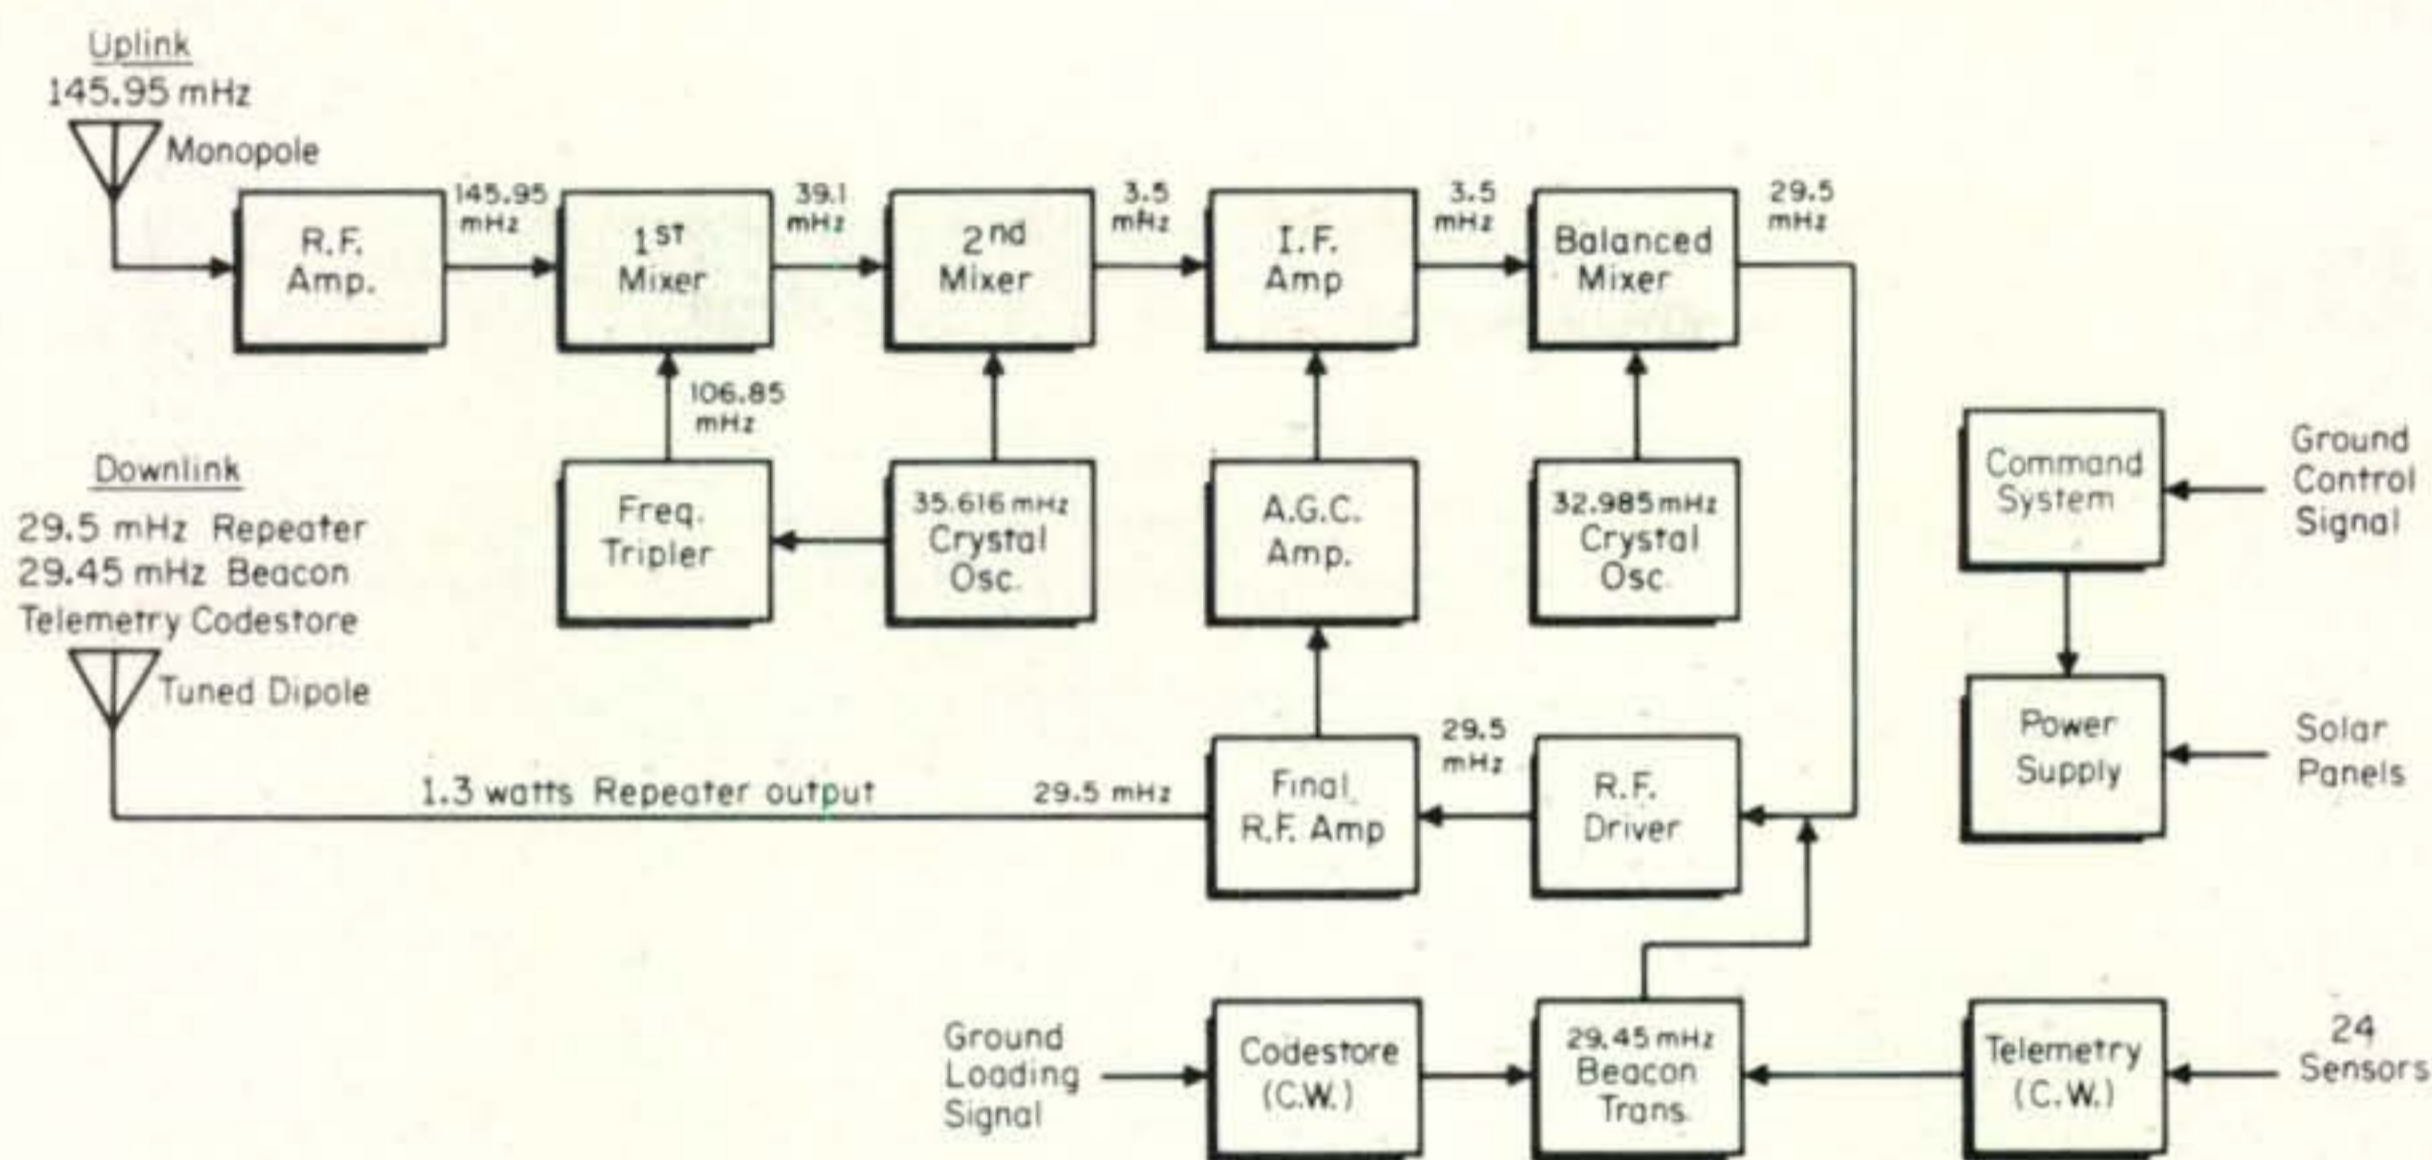 Uplink
145.95 mHz
Monopole
R.F.
Amp.
145.95
mHz
1st
Mixer
39.1
mHz
2nd
Mixer
3.5
mHz
I.F.
Amp
3.5
mHz
Balanced
Mixer
29.5
mHz
106.85
mHz
Freq.
Tripler
35.616 mHz
Crystal
Osc.
A.G.C.
Amp.
32.985 mHz
Crystal
Osc.
Command
System
Ground
Control
Signal
Downlink
29.5 mHz Repeater
29.45 mHz Beacon
Telemetry Codestore
Tuned Dipole
1.3 watts Repeater output
29.5 mHz
Final
R.F. Amp
29.5
mHz
R.F.
Driver
Power
Supply
Solar
Panels
Ground
Loading
Signal
Codestore
(C.W.)
29.45 mHz
Beacon
Trans.
Telemetry
(C.W.)
24
Sensors